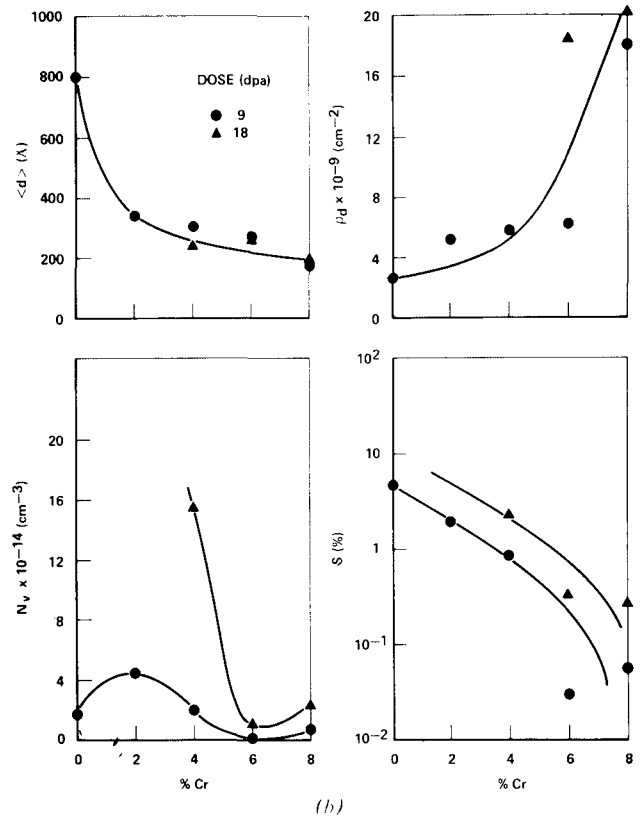 1000
800
600
400
200
0
<d> (Å)
DOSE (dpa)
● 9
▲ 18
20
16
12
8
4
0
ρd × 10−9 (cm−2)
20
16
12
8
4
0
Nv × 10−14 (cm−3)
0 2 4 6 8
% Cr
10²
10
1
10−1
10−2
S (%)
0 2 4 6 8
% Cr
(b)